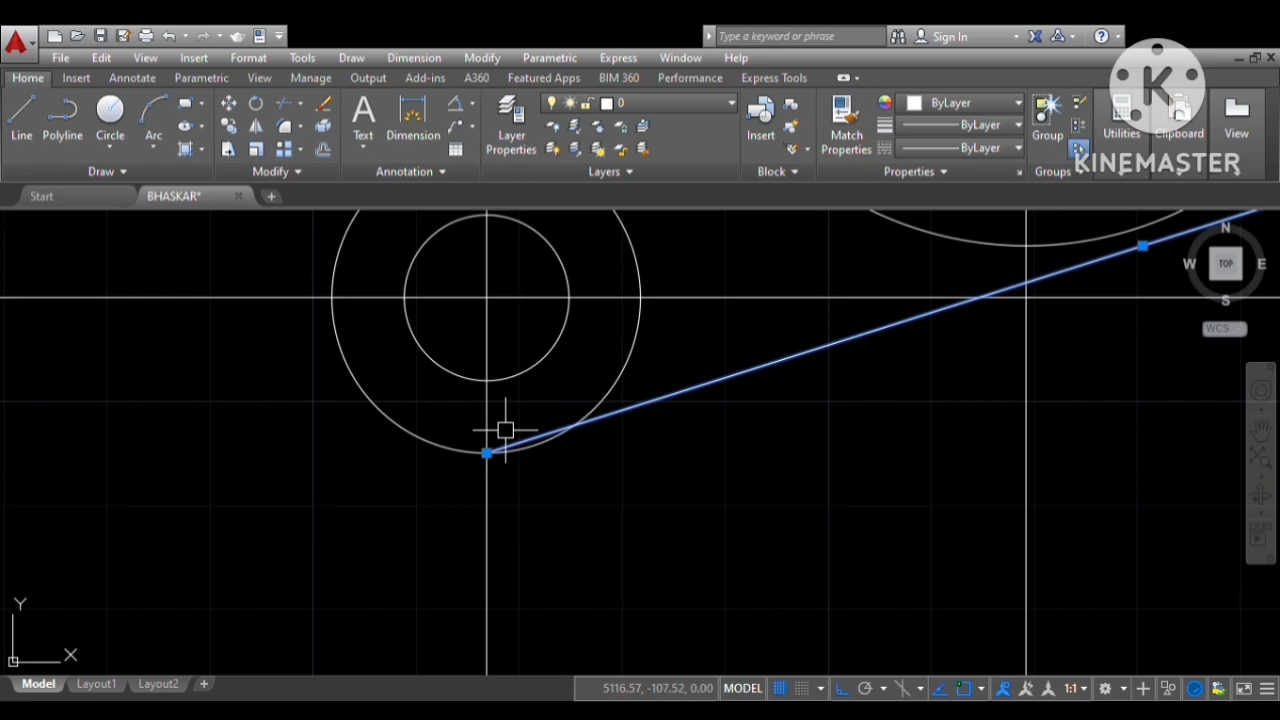 Type a keyword or phrase Sign In
File Edit View Insert Format Tools Draw Dimension Modify Parametric Express Window Help
Home Insert Annotate Parametric View Manage Output Add-ins A360 Featured Apps BIM 360 Performance Express Tools
K
0 ByLayer
ByLayer
ByLayer
Line Polyline Circle Arc Text Dimension Layer Properties Insert Match Properties Group Utilities Clipboard View
KINEMASTER
Draw Modify Annotation Layers Block Properties Groups
Start BHASKAR*
N
W TOP E
S
WCS
Y
X
Model Layout1 Layout2 5116.57, -107.52, 0.00 MODEL 1:1